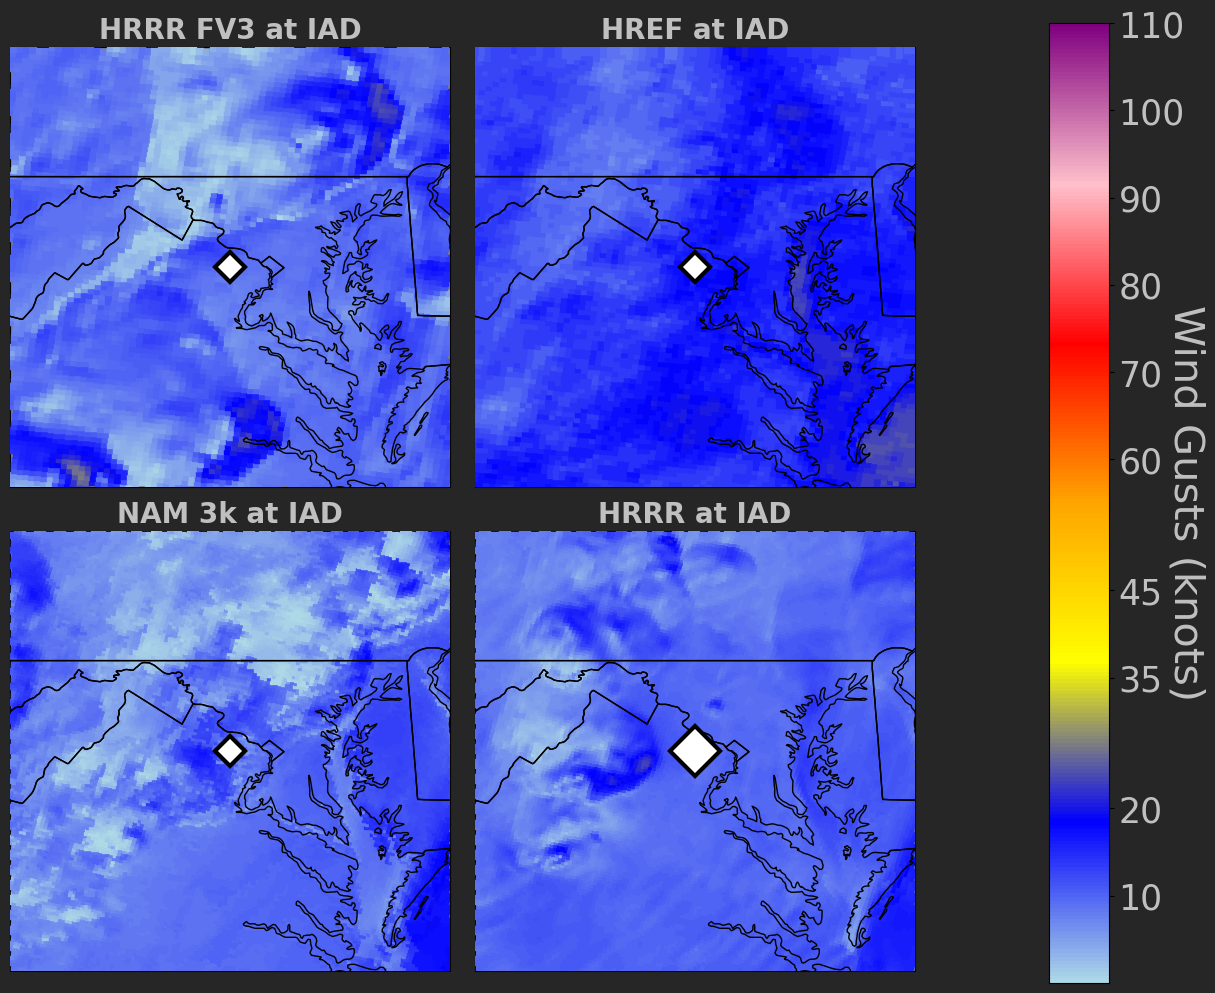 HRRR FV3 at IAD
HREF at IAD
NAM 3k at IAD
HRRR at IAD
110
100
90
80
70
60
45
35
20
10
Wind Gusts (knots)